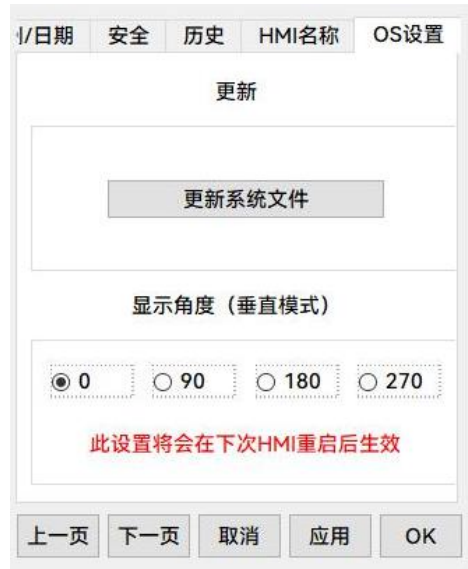 /日期 安全 历史 HMI名称 OS设置
更新
更新系统文件
显示角度（垂直模式）
0 90 180 270
此设置将会在下次HMI重启后生效
上一页 下一页 取消 应用 OK